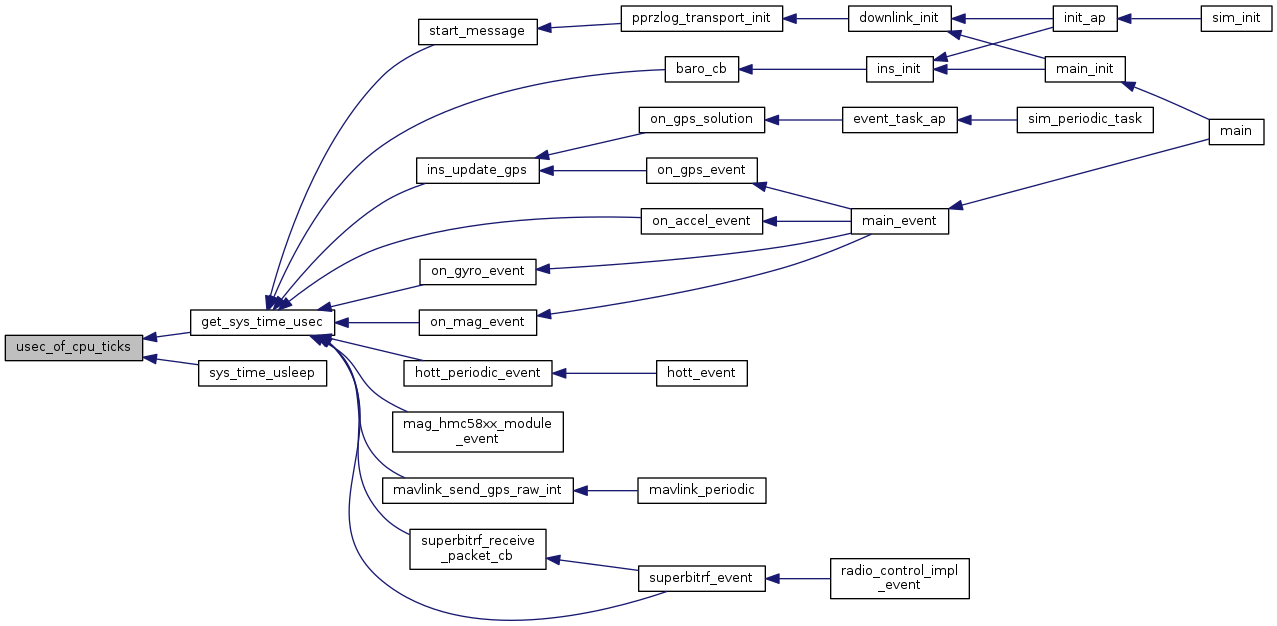 start_message
pprzlog_transport_init
downlink_init
init_ap
sim_init
baro_cb
ins_init
main_init
on_gps_solution
event_task_ap
sim_periodic_task
main
ins_update_gps
on_gps_event
on_accel_event
main_event
on_gyro_event
get_sys_time_usec
on_mag_event
usec_of_cpu_ticks
sys_time_usleep
hott_periodic_event
hott_event
mag_hmc58xx_module
_event
mavlink_send_gps_raw_int
mavlink_periodic
superbitrf_receive
_packet_cb
superbitrf_event
radio_control_impl
_event